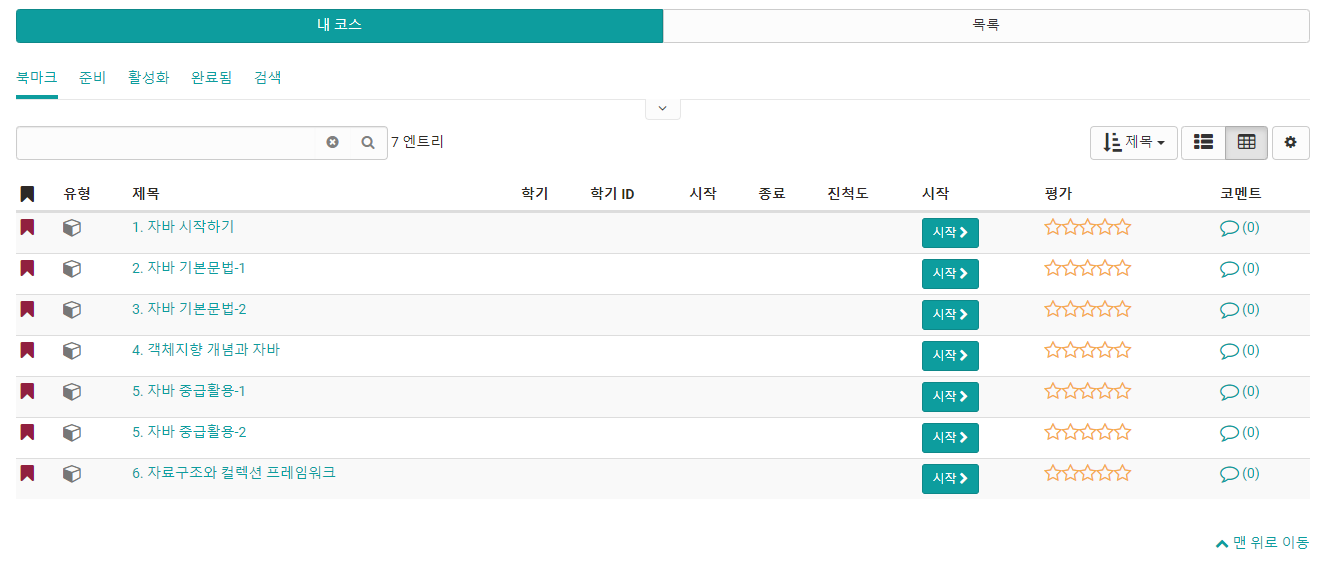 내 코스 목록
북마크 준비 활성화 완료됨 검색
7 엔트리 제목
유형 제목 학기 학기 ID 시작 종료 진척도 시작 평가 코멘트
1. 자바 시작하기 시작 (0)
2. 자바 기본문법-1 시작 (0)
3. 자바 기본문법-2 시작 (0)
4. 객체지향 개념과 자바 시작 (0)
5. 자바 중급활용-1 시작 (0)
5. 자바 중급활용-2 시작 (0)
6. 자료구조와 컬렉션 프레임워크 시작 (0)
맨 위로 이동